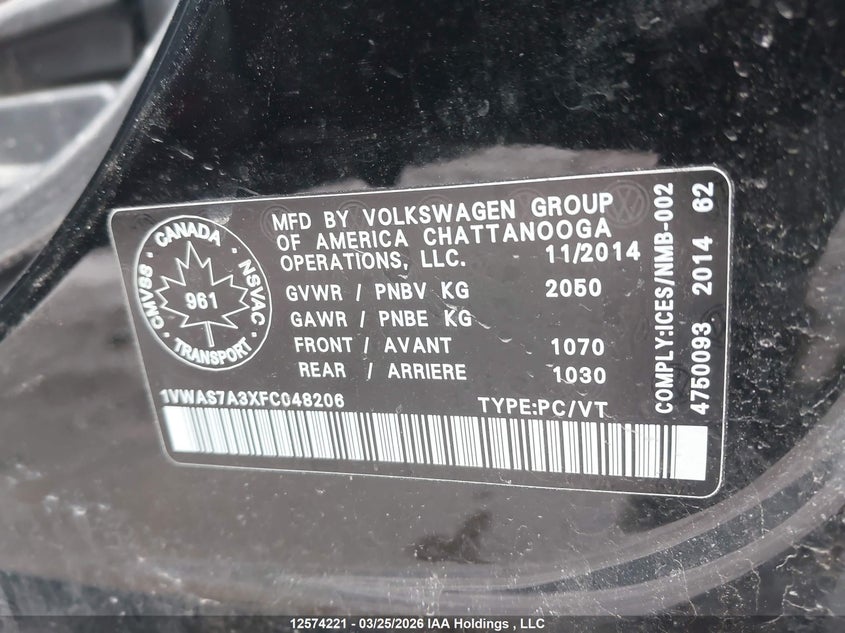 CANADA
CMVSS
NSVAC
961
TRANSPORT
MFD BY VOLKSWAGEN GROUP
OF AMERICA CHATTANOOGA
OPERATIONS, LLC. 11/2014
GVWR / PNBV KG 2050
GAWR / PNBE KG
FRONT / AVANT 1070
REAR / ARRIERE 1030
1VWAS7A3XFC048206 TYPE:PC/VT
COMPLY:ICES/NMB-002
4750093 2014 62
12574221 - 03/25/2026 IAA Holdings , LLC